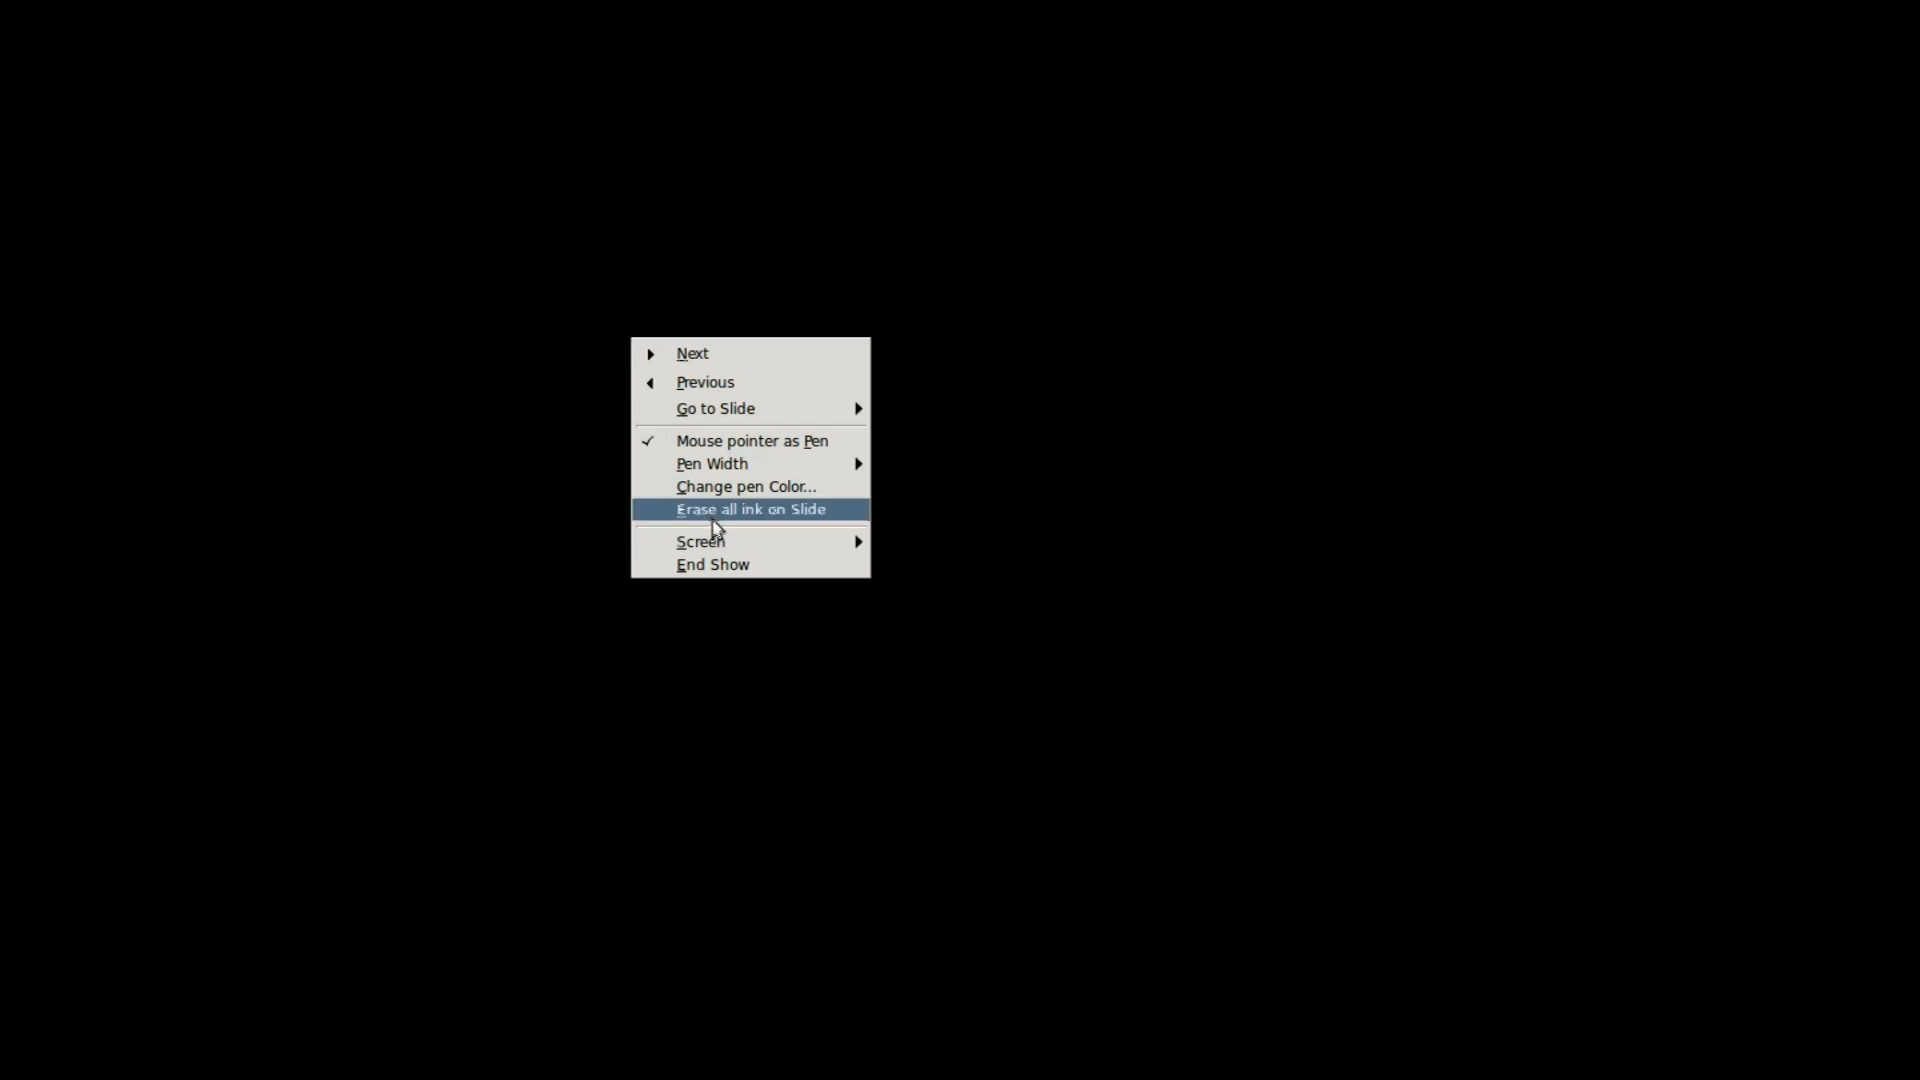 Next
Previous
Go to Slide
Mouse pointer as Pen
Pen Width
Change pen Color...
Erase all ink on Slide
Screen
End Show